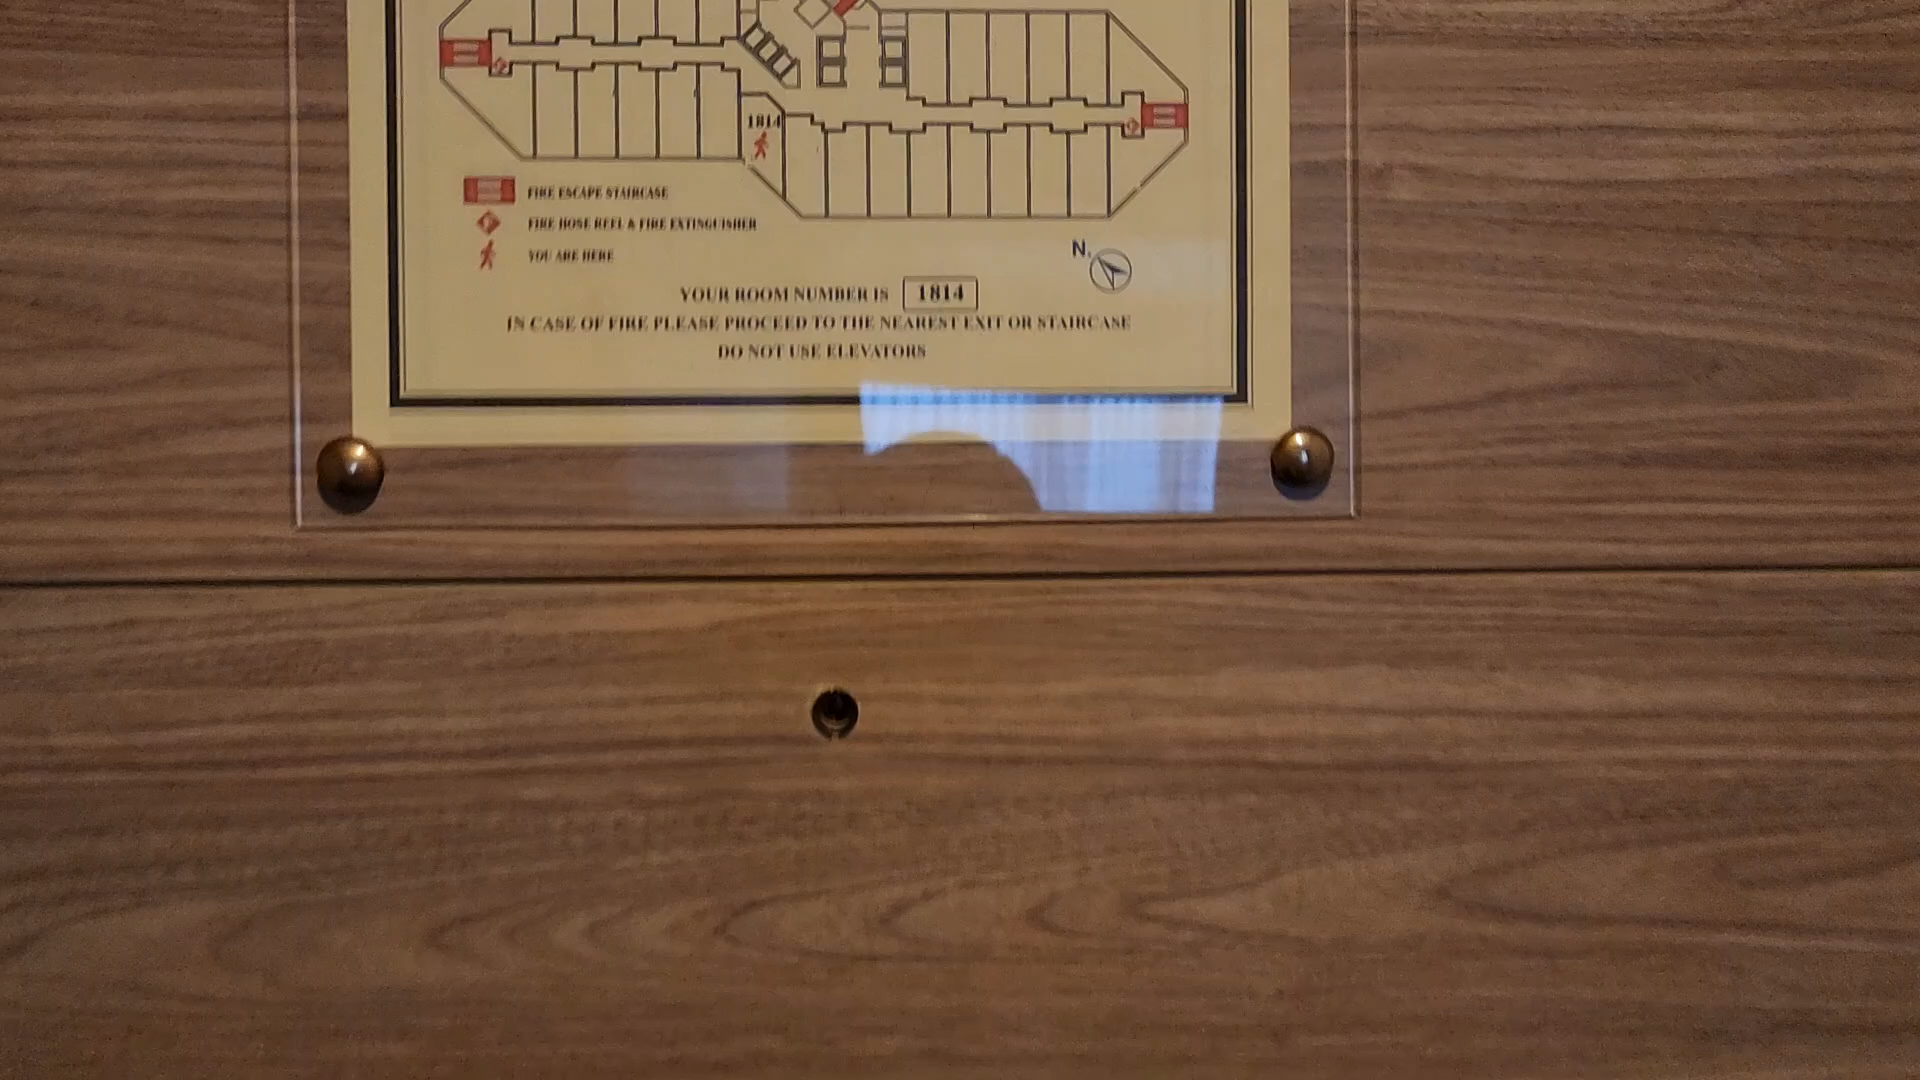 1814
FIRE ESCAPE STAIRCASE
FIRE HOSE REEL & FIRE EXTINGUISHER
YOU ARE HERE
N.
YOUR ROOM NUMBER IS 1814
IN CASE OF FIRE PLEASE PROCEED TO THE NEAREST EXIT OR STAIRCASE
DO NOT USE ELEVATORS